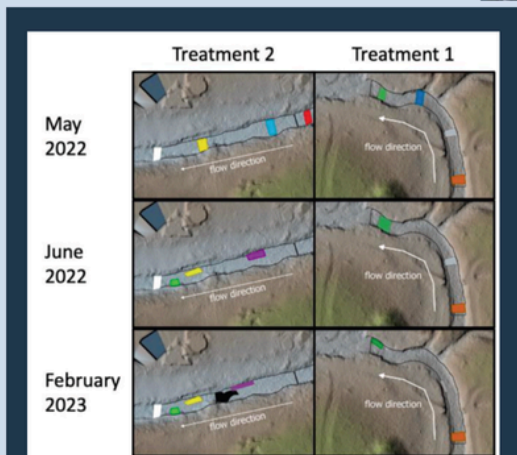 Treatment 2 Treatment 1
May
2022
flow direction
flow direction
June
2022
flow direction
flow direction
February
2023
flow direction
flow direction